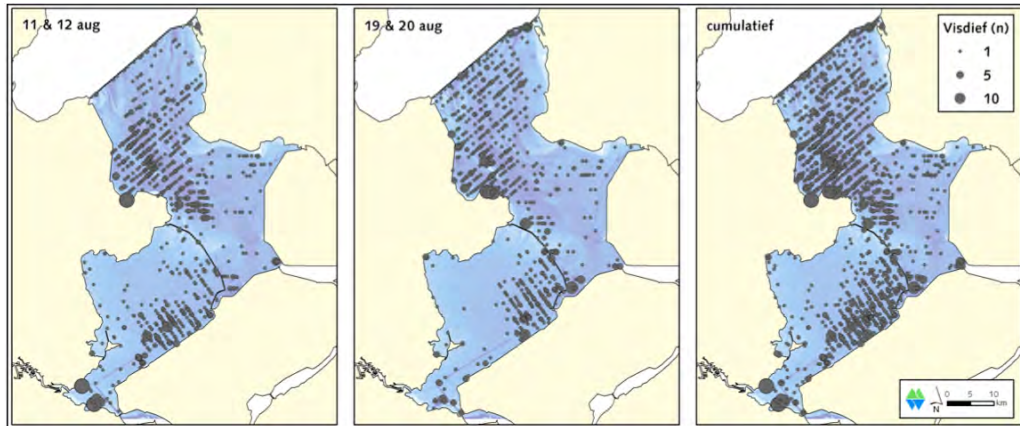 11 & 12 aug
19 & 20 aug
cumulatief
Visdief (n)
1
5
10
N
0 5 10
km